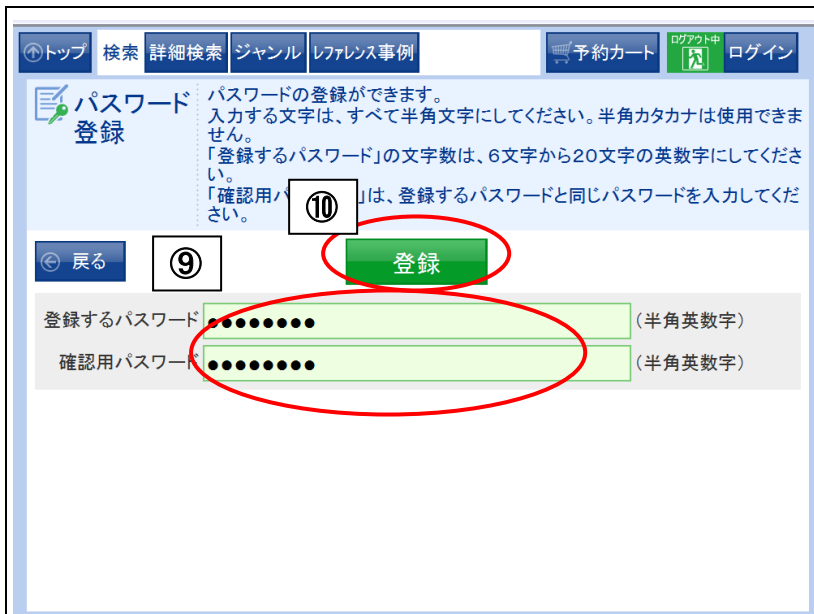 トップ 検索 詳細検索 ジャンル レファレンス事例 予約カート ログアウト中 ログイン
パスワード
登録
パスワードの登録ができます。
入力する文字は、すべて半角文字にしてください。半角カタカナは使用できま
せん。
「登録するパスワード」の文字数は、6文字から20文字の英数字にしてくださ
い。
「確認用パ 」は、登録するパスワードと同じパスワードを入力してくだ
さい。
⑩
戻る ⑨ 登録
登録するパスワード ●●●●●●●● (半角英数字)
確認用パスワード ●●●●●●●● (半角英数字)